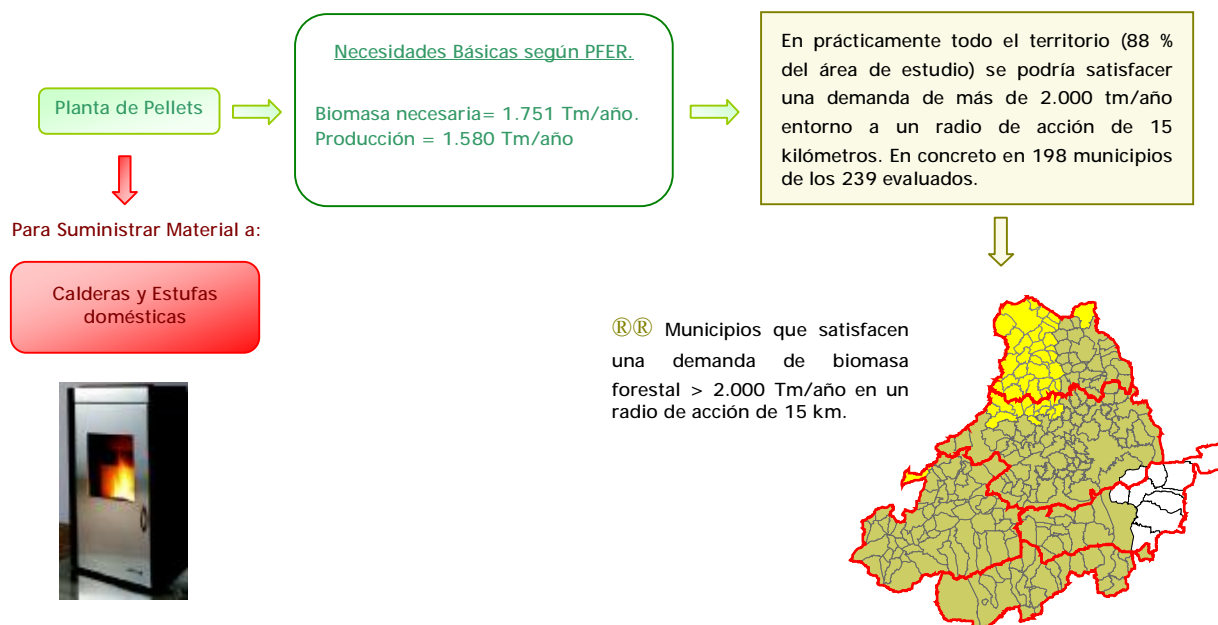 Planta de Pellets
Necesidades Básicas según PFER.
Biomasa necesaria= 1.751 Tm/año.
Producción = 1.580 Tm/año
En prácticamente todo el territorio (88 %
del área de estudio) se podría satisfacer
una demanda de más de 2.000 tm/año
entorno a un radio de acción de 15
kilómetros. En concreto en 198 municipios
de los 239 evaluados.
Para Suministrar Material a:
Calderas y Estufas
domésticas
®® Municipios que satisfacen
una demanda de biomasa
forestal > 2.000 Tm/año en un
radio de acción de 15 km.